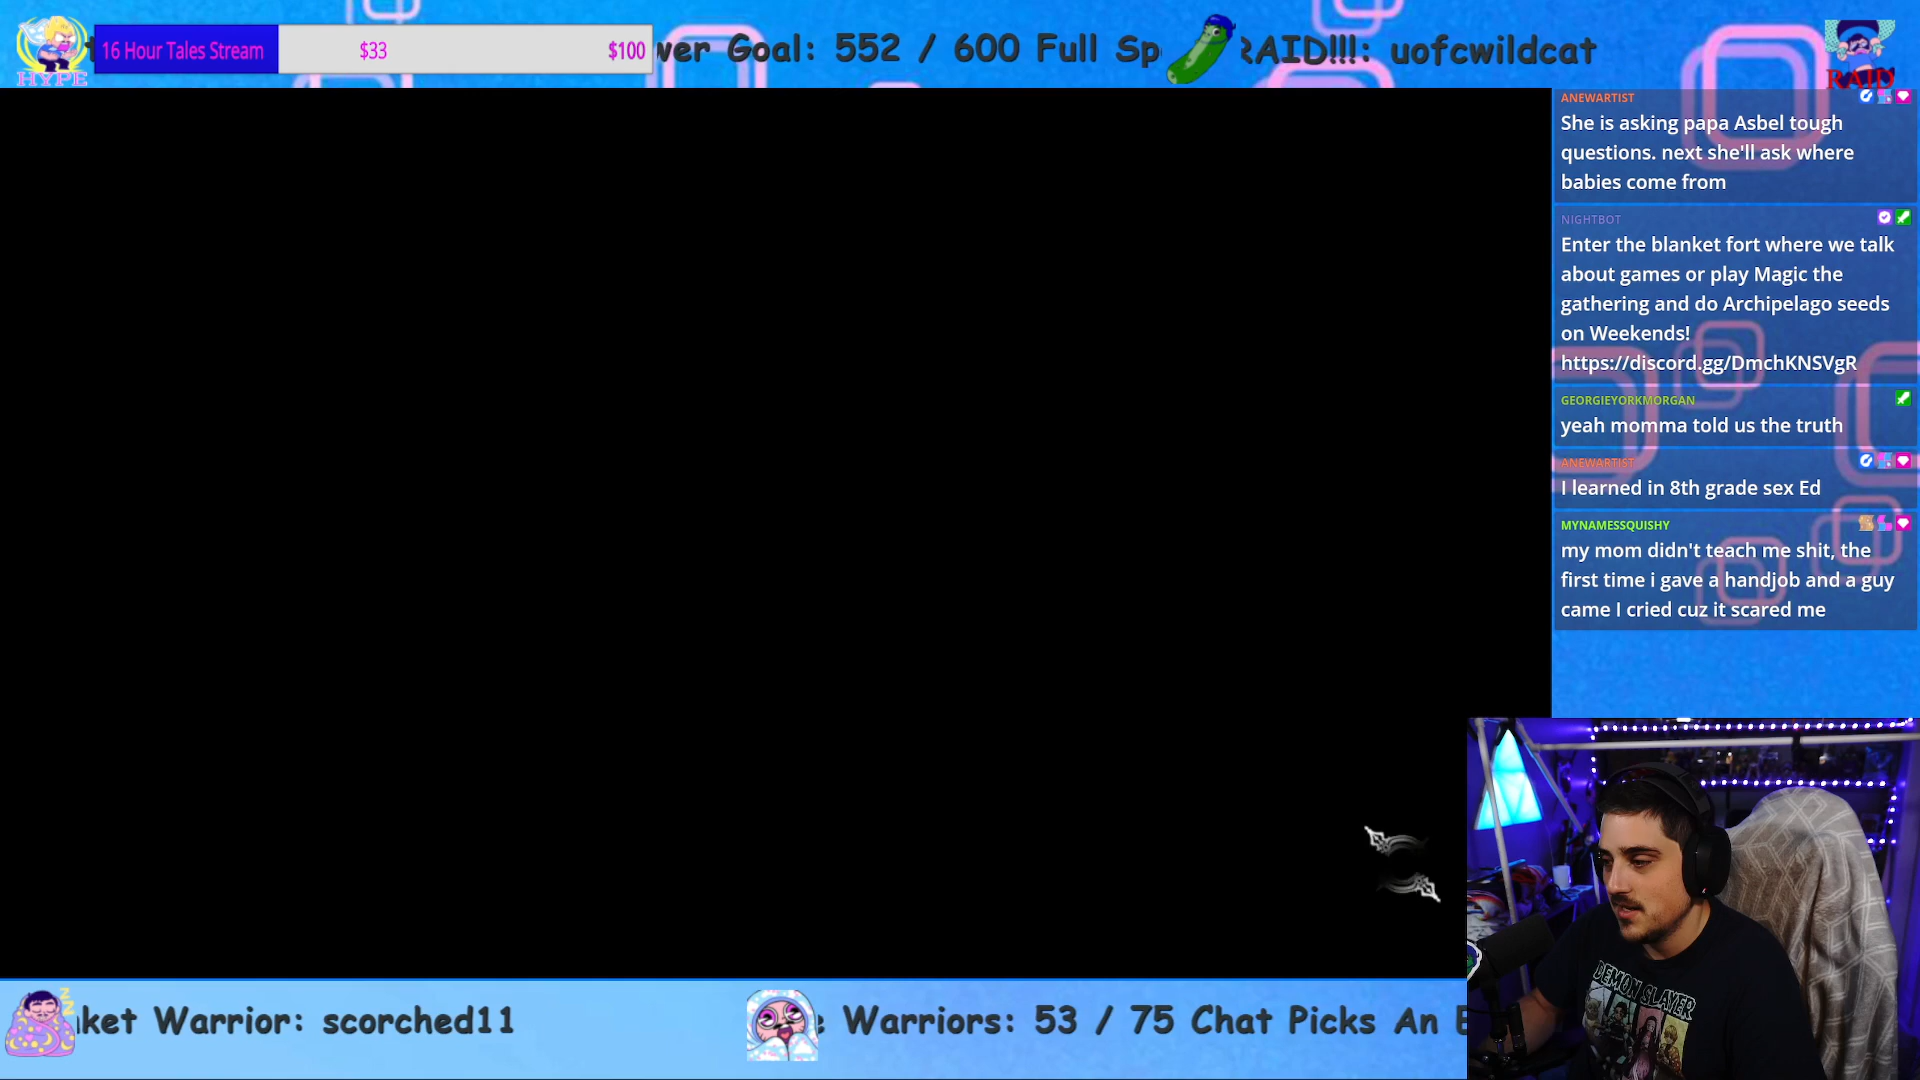 16 Hour Tales Stream $33 $100
wer Goal: 552 / 600 Full Sp
RAID!!!: uofcwildcat
HYPE
RAID
ANEWARTIST
She is asking papa Asbel tough
questions. next she'll ask where
babies come from
NIGHTBOT
Enter the blanket fort where we talk
about games or play Magic the
gathering and do Archipelago seeds
on Weekends!
https://discord.gg/DmchKNSVgR
GEORGIEYORKMORGAN
yeah momma told us the truth
ANEWARTIST
I learned in 8th grade sex Ed
MYNAMESSQUISHY
my mom didn't teach me shit, the
first time i gave a handjob and a guy
came I cried cuz it scared me
DEMON SLAYER
ket Warrior: scorched11
Warriors: 53 / 75 Chat Picks An E